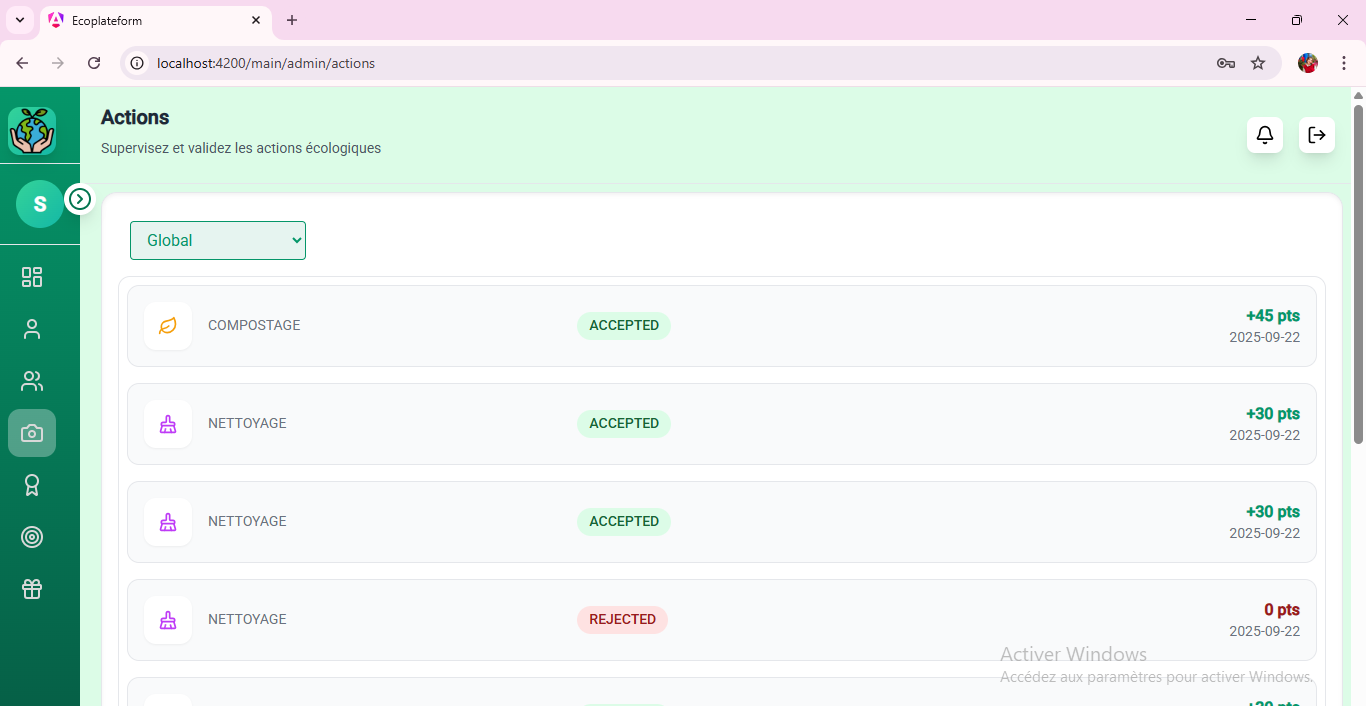 Ecoplateform
localhost:4200/main/admin/actions
Actions
Supervisez et validez les actions écologiques
S
Global
COMPOSTAGE
ACCEPTED
+45 pts
2025-09-22
NETTOYAGE
ACCEPTED
+30 pts
2025-09-22
NETTOYAGE
ACCEPTED
+30 pts
2025-09-22
NETTOYAGE
REJECTED
0 pts
2025-09-22
Activer Windows
Accédez aux paramètres pour activer Windows.